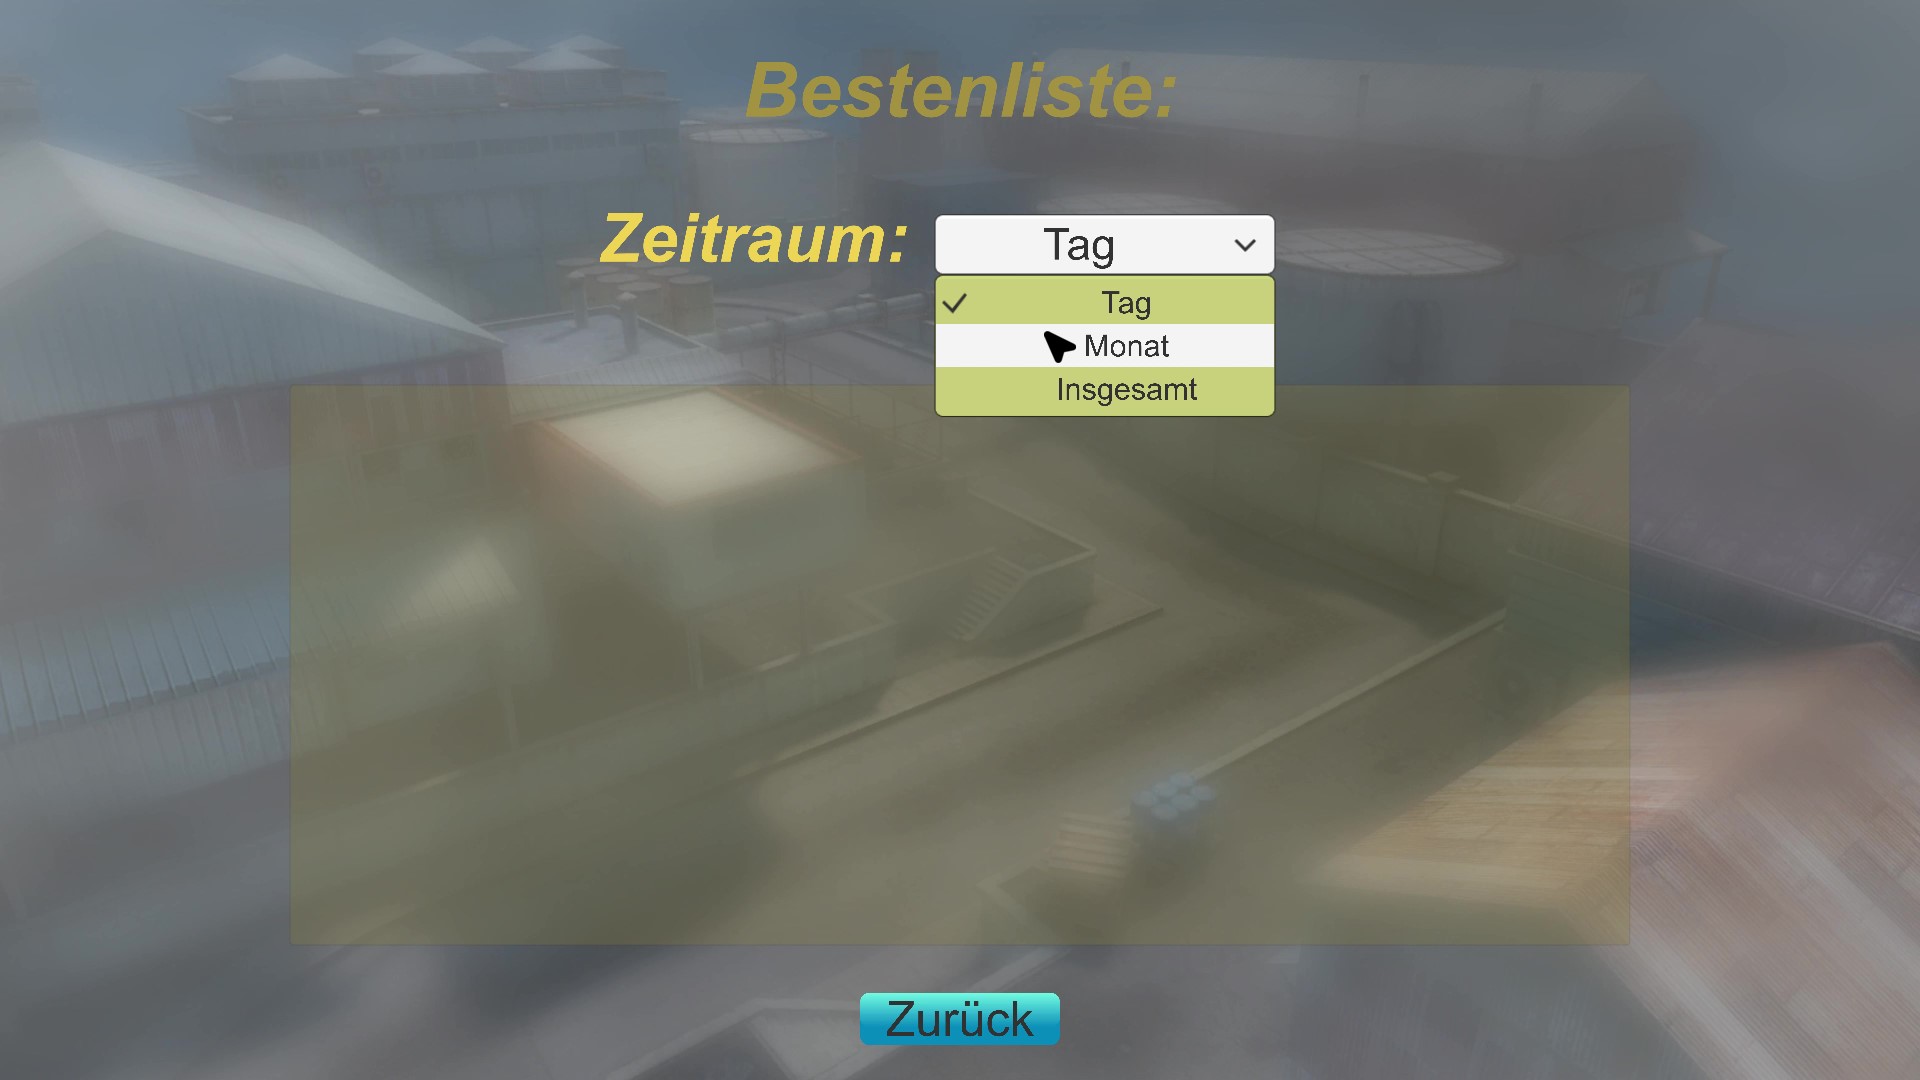 Bestenliste:
Zeitraum: Tag
Tag
Monat
Insgesamt
Zurück